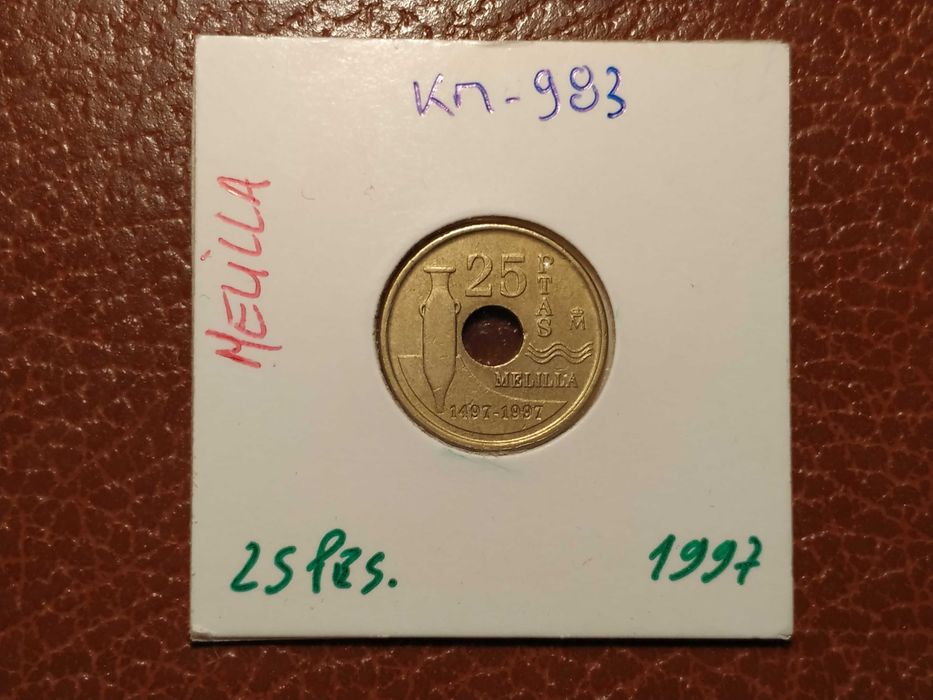 KM-983
MELILLA
25
PTAS
M
MELILLA
1497-1997
25 Pts.
1997